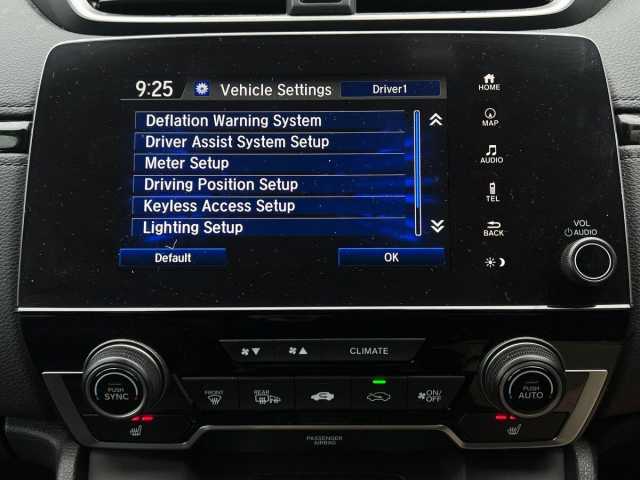 9:25 Vehicle Settings Driver1
HOME
Deflation Warning System
MAP
Driver Assist System Setup
Meter Setup
AUDIO
Driving Position Setup
TEL
Keyless Access Setup
Lighting Setup
BACK
VOL
AUDIO
Default OK
CLIMATE
PUSH
SYNC
FRONT
REAR
ON/
OFF
PUSH
AUTO
PASSENGER
AIRBAG